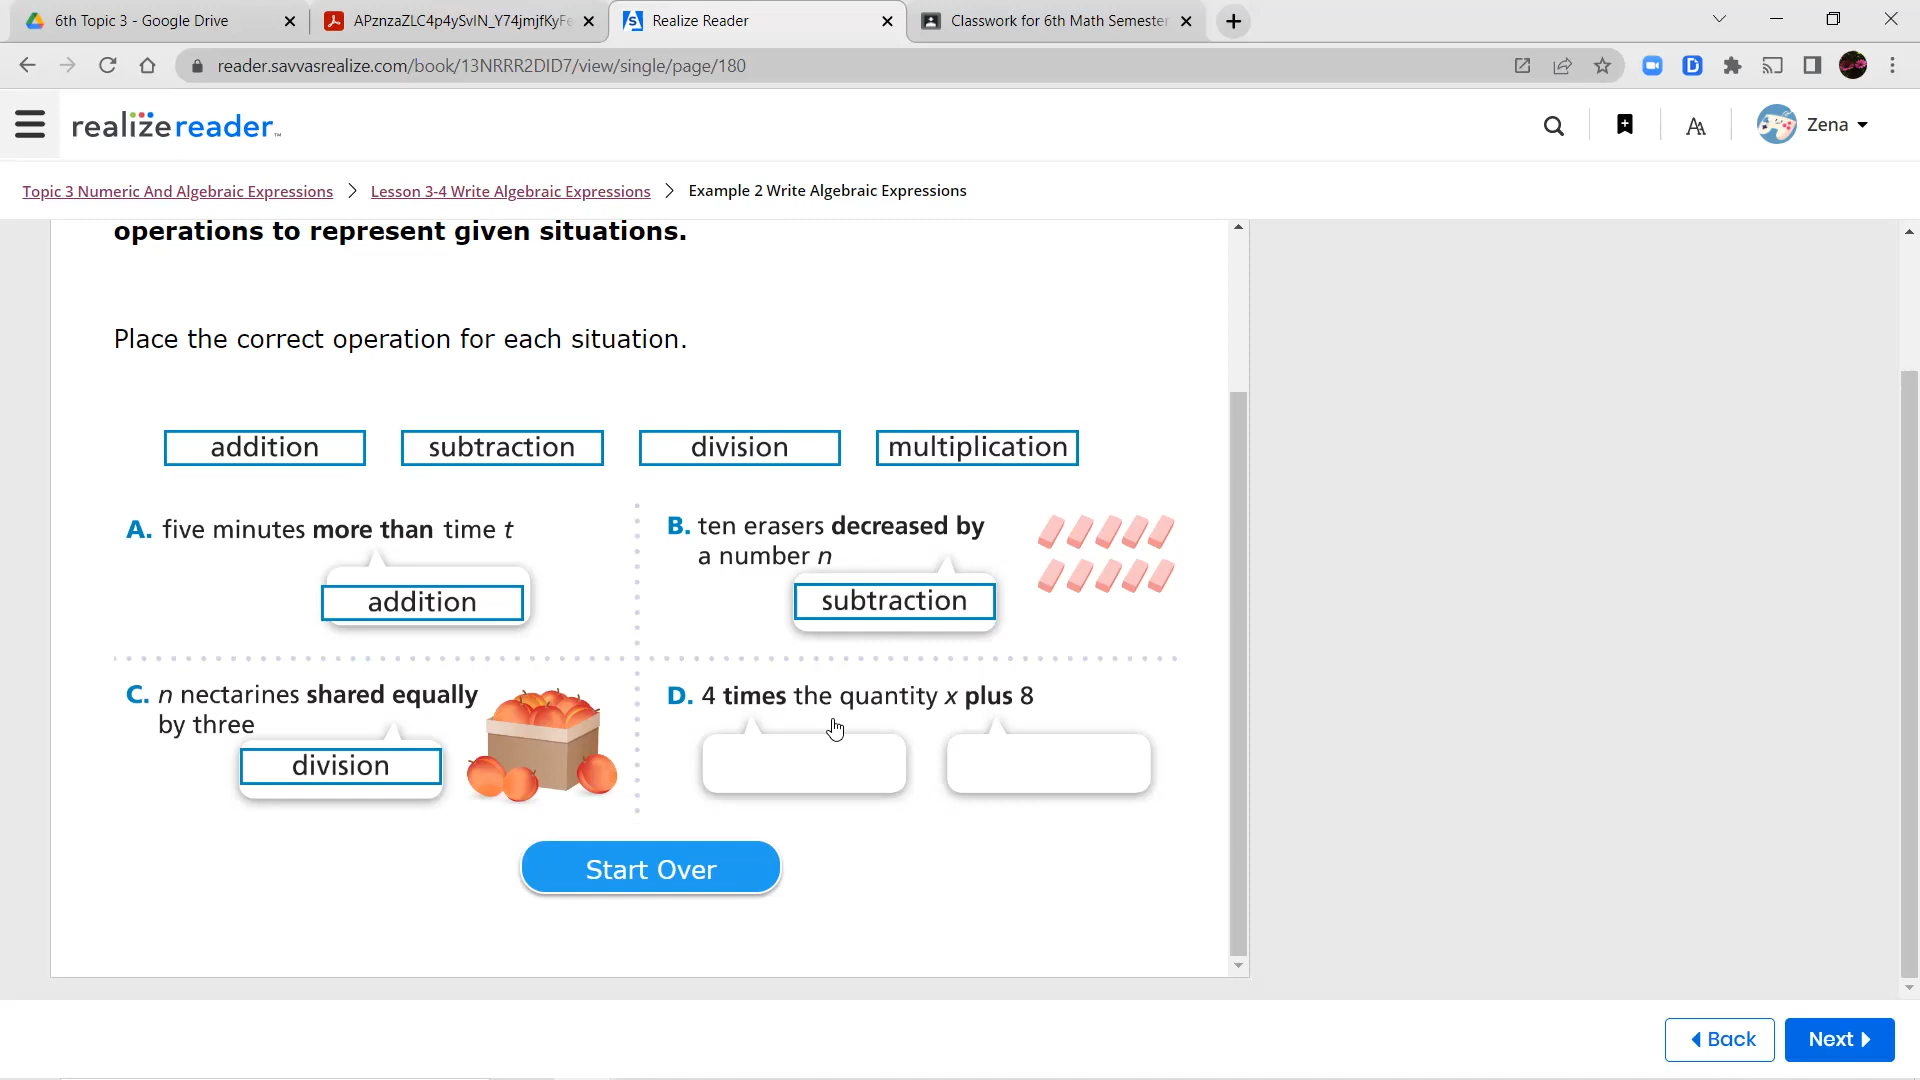 6th Topic 3 - Google Drive
APznzaZLC4p4ySvIN_Y74jmjfKyFe
Realize Reader
Classwork for 6th Math Semester
reader.savvasrealize.com/book/13NRRR2DID7/view/single/page/180
realizereader™
Zena
Topic 3 Numeric And Algebraic Expressions > Lesson 3-4 Write Algebraic Expressions > Example 2 Write Algebraic Expressions
operations to represent given situations.
Place the correct operation for each situation.
addition subtraction division multiplication
A. five minutes more than time t
addition
B. ten erasers decreased by
a number n
subtraction
C. n nectarines shared equally
by three
division
D. 4 times the quantity x plus 8
Start Over
Back Next